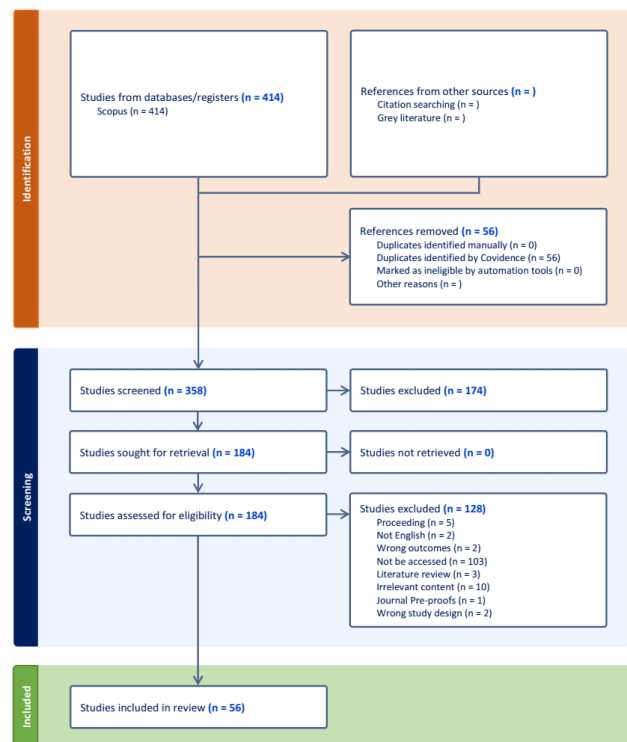 Identification
Studies from databases/registers (n = 414)
Scopus (n = 414)
References from other sources (n = )
Citation searching (n = )
Grey literature (n = )
References removed (n = 56)
Duplicates identified manually (n = 0)
Duplicates identified by Covidence (n = 56)
Marked as ineligible by automation tools (n = 0)
Other reasons (n = )
Screening
Studies screened (n = 358)
Studies excluded (n = 174)
Studies sought for retrieval (n = 184)
Studies not retrieved (n = 0)
Studies assessed for eligibility (n = 184)
Studies excluded (n = 128)
Proceeding (n = 5)
Not English (n = 2)
Wrong outcomes (n = 2)
Not be accessed (n = 103)
Literature review (n = 3)
Irrelevant content (n = 10)
Journal Pre-proofs (n = 1)
Wrong study design (n = 2)
Included
Studies included in review (n = 56)